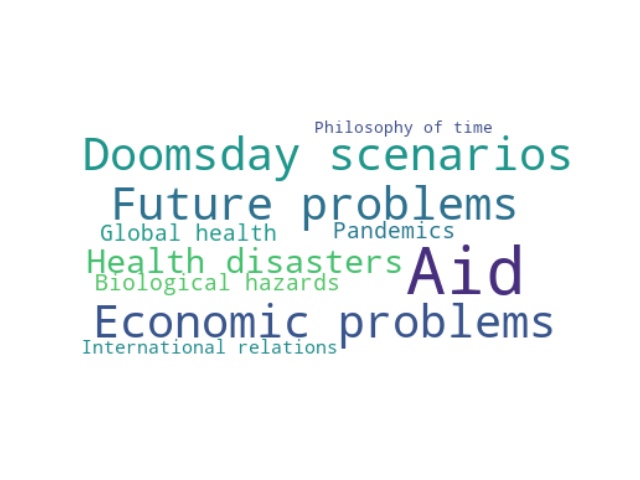 Philosophy of time
Doomsday scenarios
Future problems
Global health
Pandemics
Health disasters
Aid
Biological hazards
Economic problems
International relations